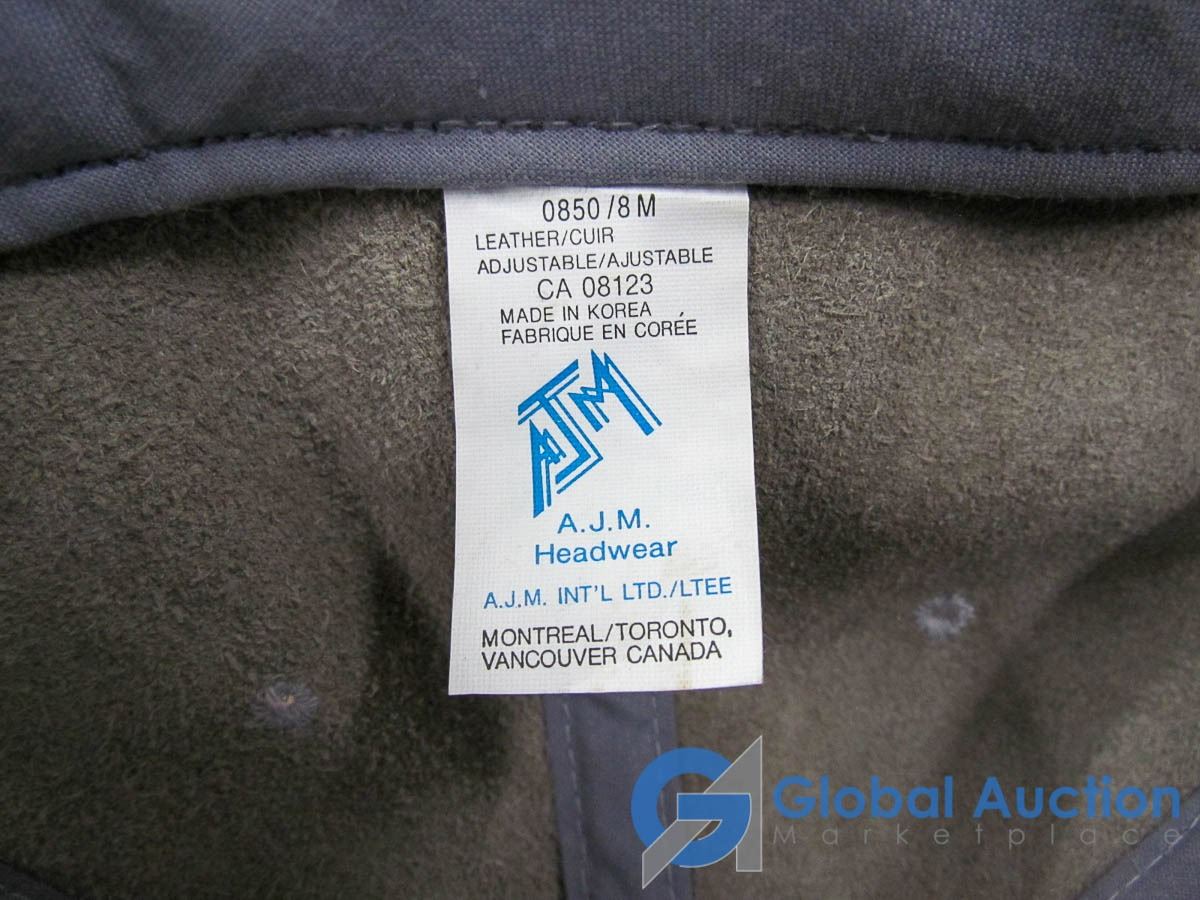 0850/8M
LEATHER/CUIR
ADJUSTABLE/AJUSTABLE
CA 08123
MADE IN KOREA
FABRIQUE EN CORÉE
AJM
A.J.M.
Headwear
A.J.M. INT'L LTD./LTEE
MONTREAL/TORONTO,
VANCOUVER CANADA
GA Global Auction
Marketplace